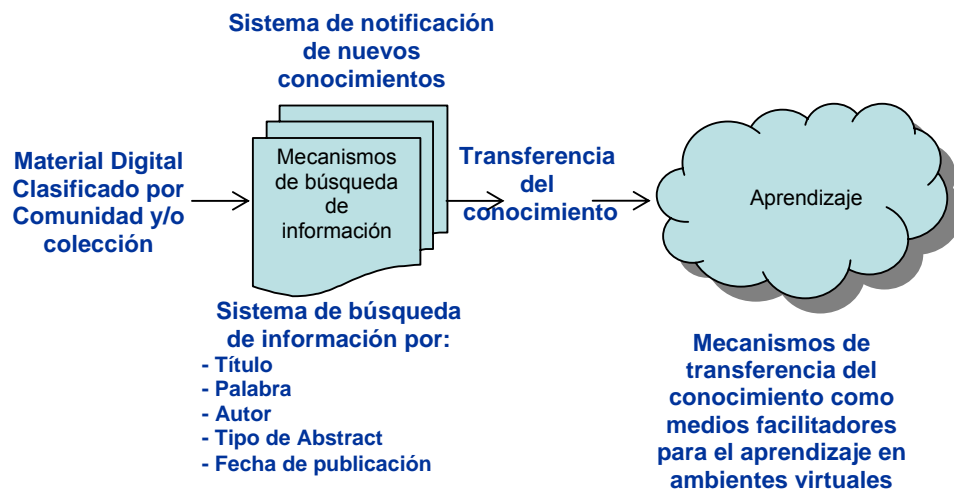 Sistema de notificación
de nuevos
conocimientos
Material Digital
Clasificado por
Comunidad y/o
colección
Mecanismos
de búsqueda
de
información
Transferencia
del
conocimiento
Aprendizaje
Sistema de búsqueda
de información por:
- Título
- Palabra
- Autor
- Tipo de Abstract
- Fecha de publicación
Mecanismos de
transferencia del
conocimiento como
medios facilitadores
para el aprendizaje en
ambientes virtuales